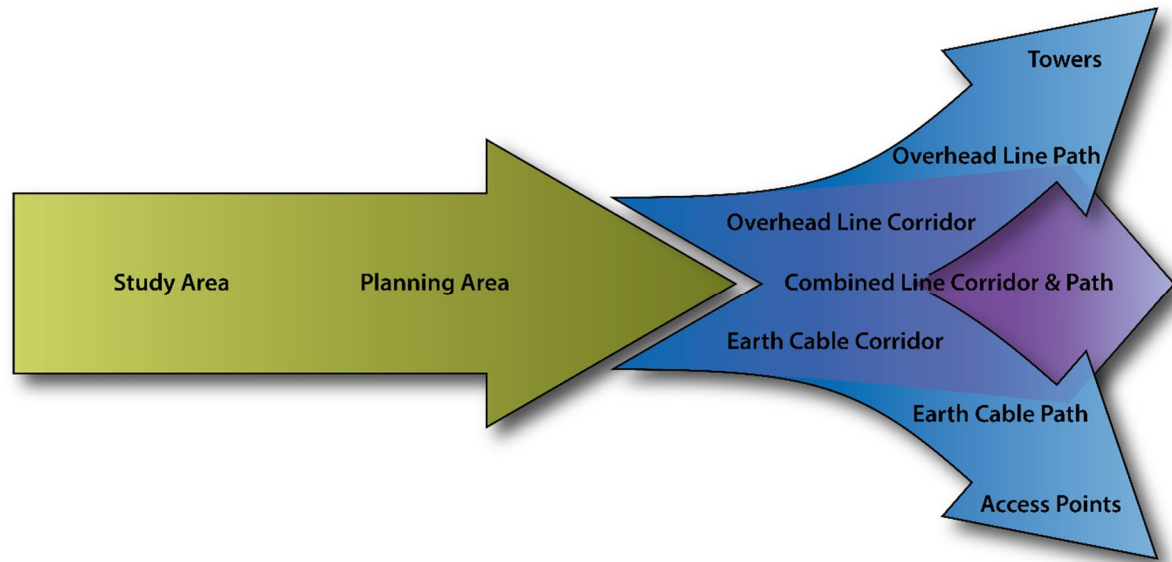 Study Area
Planning Area
Towers
Overhead Line Path
Overhead Line Corridor
Combined Line Corridor & Path
Earth Cable Corridor
Earth Cable Path
Access Points